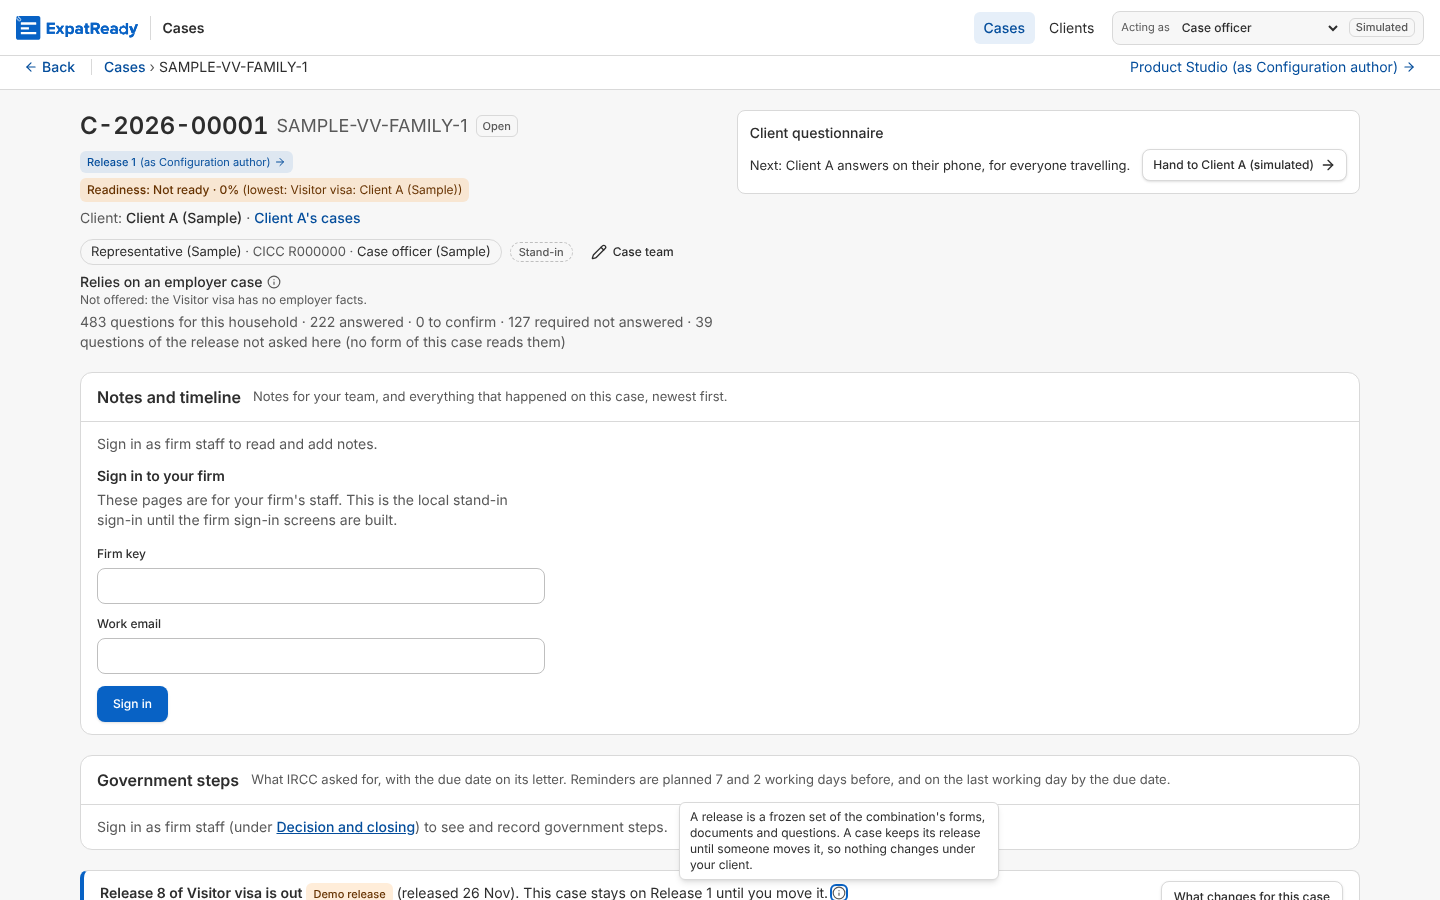 ExpatReady
Cases
Cases
Clients
Acting as
Case officer
Simulated
← Back
Cases › SAMPLE-VV-FAMILY-1
Product Studio (as Configuration author) →
C-2026-00001 SAMPLE-VV-FAMILY-1 Open
Release 1 (as Configuration author) →
Readiness: Not ready · 0% (lowest: Visitor visa: Client A (Sample))
Client: Client A (Sample) · Client A's cases
Representative (Sample) · CICC R000000 · Case officer (Sample)
Stand-in
Case team
Relies on an employer case
Not offered: the Visitor visa has no employer facts.
483 questions for this household · 222 answered · 0 to confirm · 127 required not answered · 39
questions of the release not asked here (no form of this case reads them)
Client questionnaire
Next: Client A answers on their phone, for everyone travelling.
Hand to Client A (simulated) →
Notes and timeline
Notes for your team, and everything that happened on this case, newest first.
Sign in as firm staff to read and add notes.
Sign in to your firm
These pages are for your firm's staff. This is the local stand-in
sign-in until the firm sign-in screens are built.
Firm key
Work email
Sign in
Government steps
What IRCC asked for, with the due date on its letter. Reminders are planned 7 and 2 working days before, and on the last working day by the due date.
Sign in as firm staff (under Decision and closing) to see and record government steps.
A release is a frozen set of the combination's forms,
documents and questions. A case keeps its release
until someone moves it, so nothing changes under
your client.
Release 8 of Visitor visa is out Demo release (released 26 Nov). This case stays on Release 1 until you move it.
What changes for this case